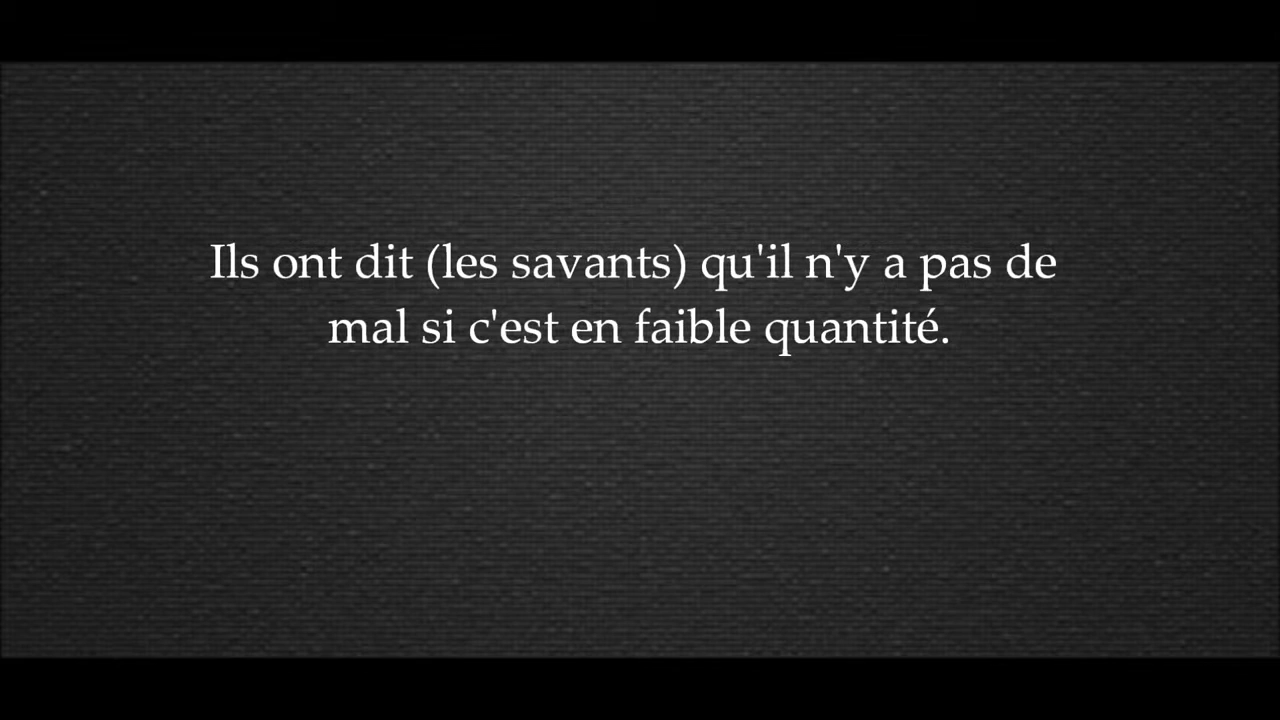 Ils ont dit (les savants) qu'il n'y a pas de
mal si c'est en faible quantité.